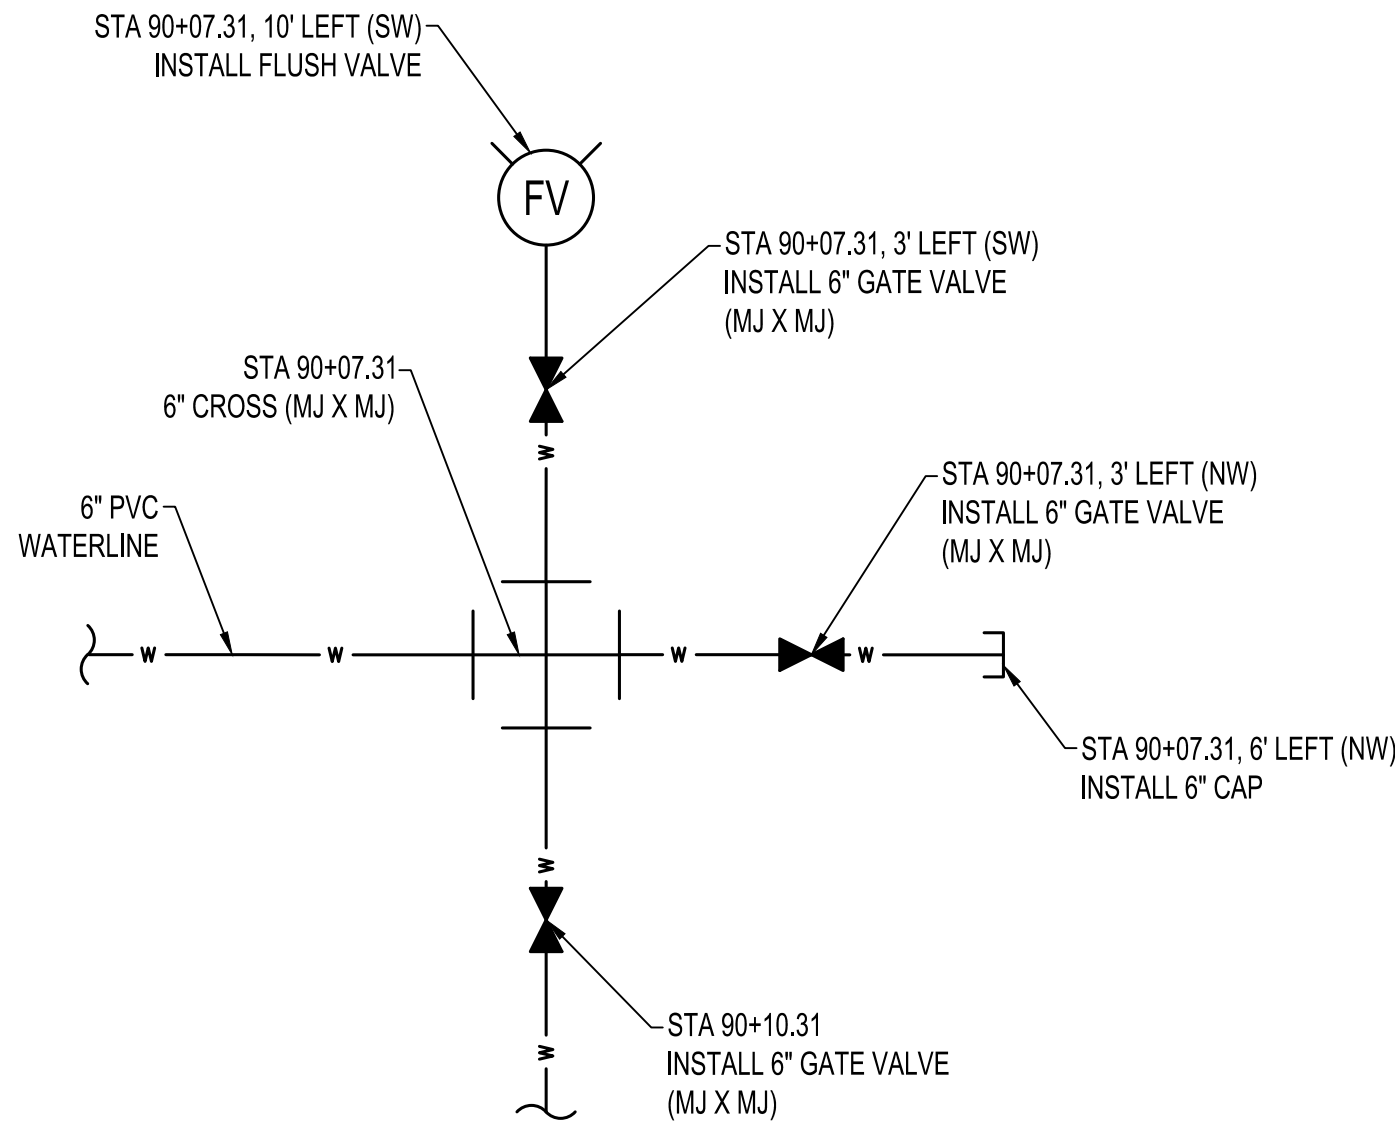 STA 90+07.31, 10' LEFT (SW)
INSTALL FLUSH VALVE
FV
STA 90+07.31, 3' LEFT (SW)
INSTALL 6" GATE VALVE
(MJ X MJ)
STA 90+07.31
6" CROSS (MJ X MJ)
W
STA 90+07.31, 3' LEFT (NW)
INSTALL 6" GATE VALVE
(MJ X MJ)
6" PVC
WATERLINE
W
W
W
W
STA 90+07.31, 6' LEFT (NW)
INSTALL 6" CAP
W
STA 90+10.31
INSTALL 6" GATE VALVE
(MJ X MJ)
W